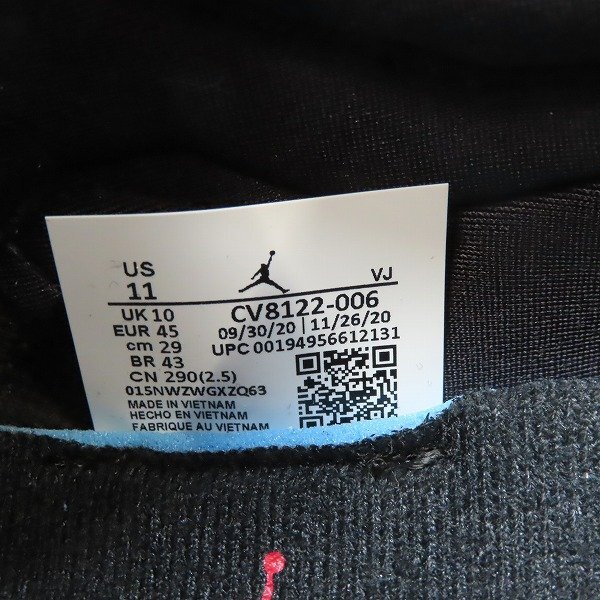 US
11
VJ
UK 10
CV8122-006
EUR 45
09/30/20 | 11/26/20
cm 29
UPC 00194956612131
BR 43
CN 290(2.5)
015NWZWGXZQ63
MADE IN VIETNAM
HECHO EN VIETNAM
FABRIQUE AU VIETNAM